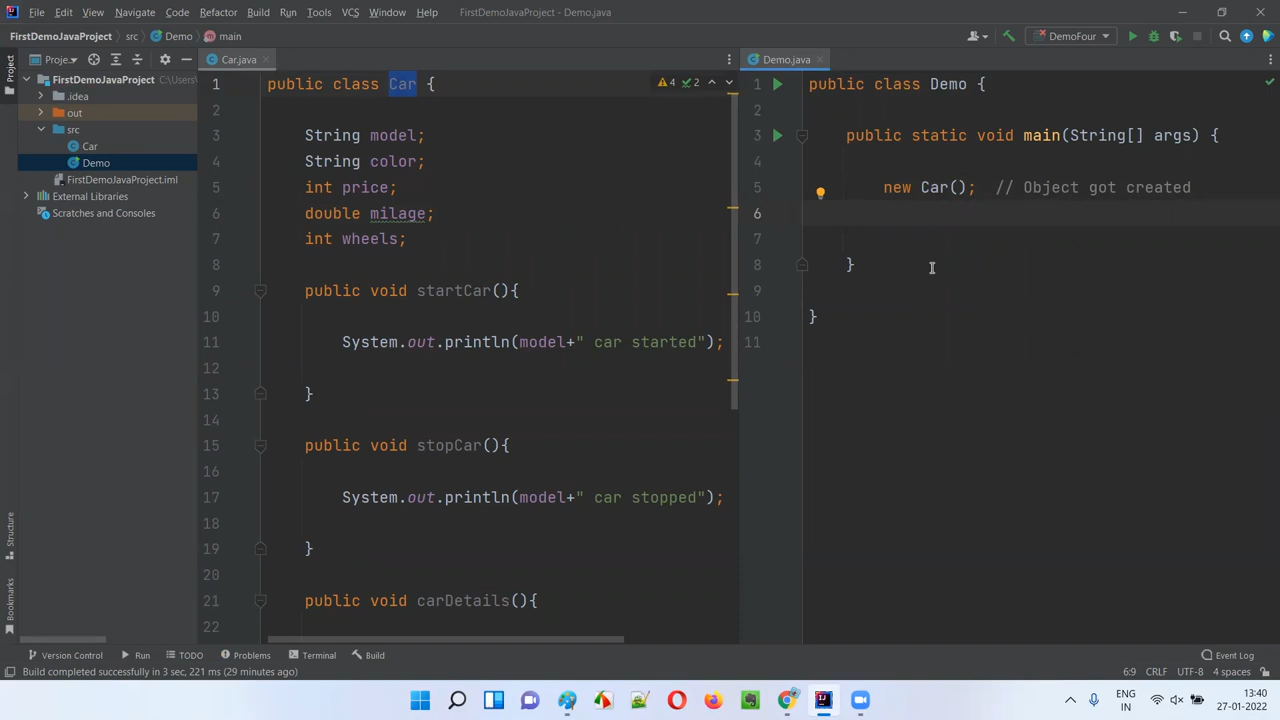 File Edit View Navigate Code Refactor Build Run Tools VCS Window Help FirstDemoJavaProject - Demo.java
FirstDemoJavaProject src Demo main DemoFour
Project
Proje...
FirstDemoJavaProject C:\Users\
.idea
out
src
Car
Demo
FirstDemoJavaProject.iml
External Libraries
Scratches and Consoles
Structure
Bookmarks
Car.java
4 2
1 public class Car {
2
3 String model;
4 String color;
5 int price;
6 double milage;
7 int wheels;
8
9 public void startCar(){
10
11 System.out.println(model+" car started");
12
13 }
14
15 public void stopCar(){
16
17 System.out.println(model+" car stopped");
18
19 }
20
21 public void carDetails(){
22
Demo.java
1 public class Demo {
2
3 public static void main(String[] args) {
4
5 new Car(); // Object got created
6
7
8 }
9
10 }
11
Version Control Run TODO Problems Terminal Build Event Log
Build completed successfully in 3 sec, 221 ms (29 minutes ago) 6:9 CRLF UTF-8 4 spaces
ENG
IN
13:40
27-01-2022